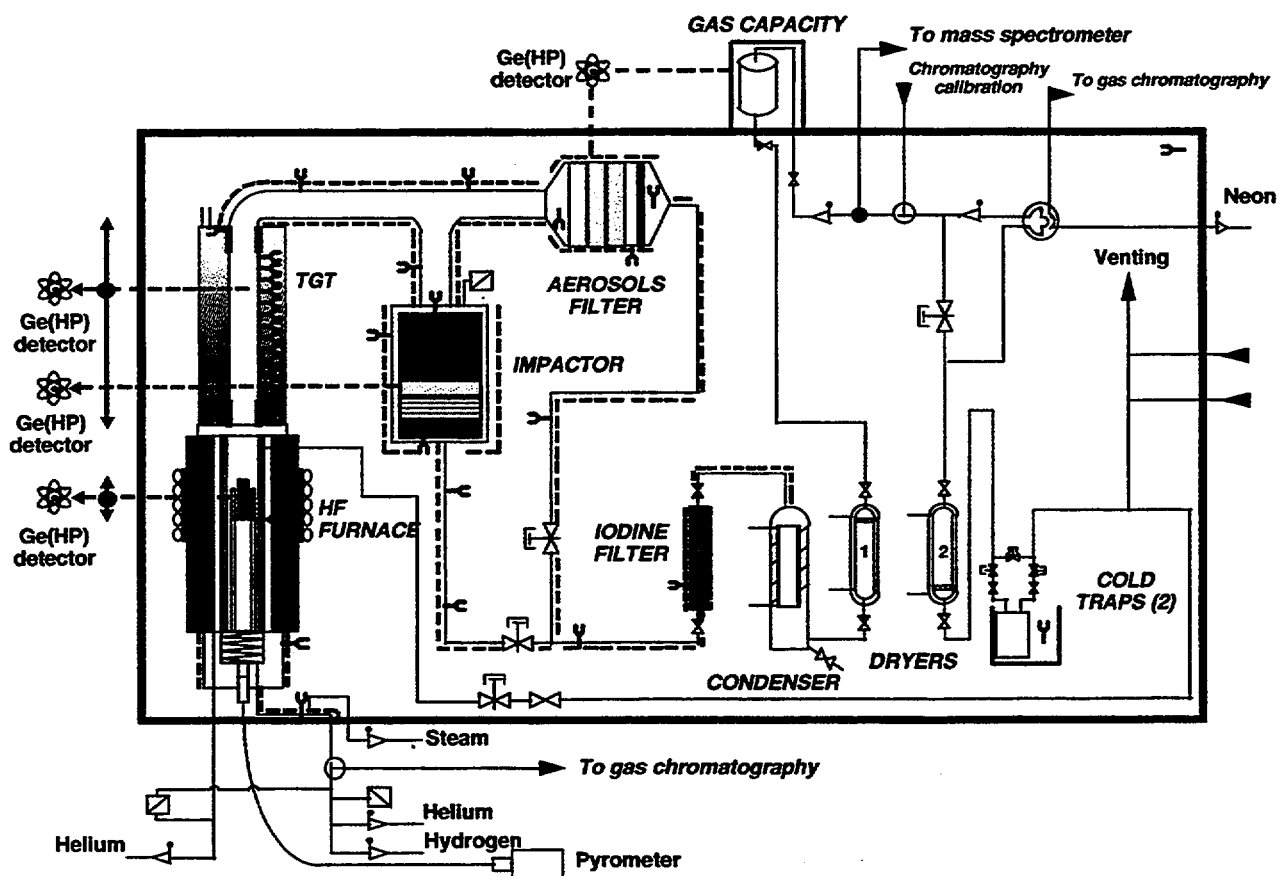 GAS CAPACITY
To mass spectrometer
Ge(HP)
detector
Chromatography
calibration
To gas chromatography
Neon
TGT
AEROSOLS
FILTER
Venting
Ge(HP)
detector
IMPACTOR
Ge(HP)
detector
HF
FURNACE
Ge(HP)
detector
IODINE
FILTER
1
2
COLD
TRAPS (2)
DRYERS
CONDENSER
Steam
To gas chromatography
Helium
Hydrogen
Helium
Pyrometer